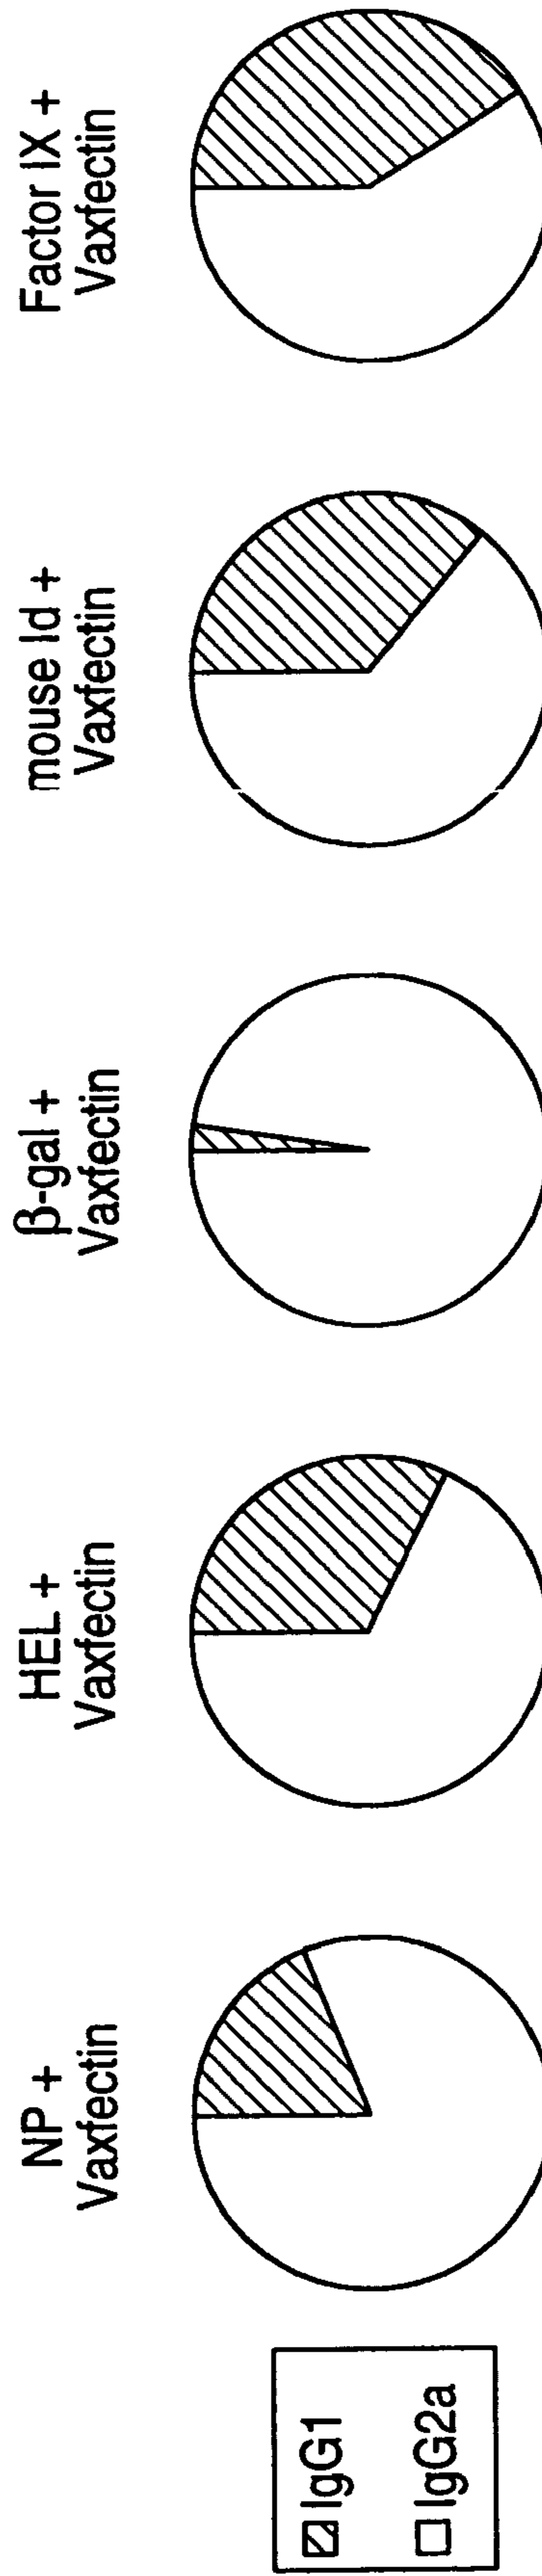 NP +
Vaxfectin
HEL +
Vaxfectin
β-gal +
Vaxfectin
mouse Id +
Vaxfectin
Factor IX +
Vaxfectin
IgG1
IgG2a